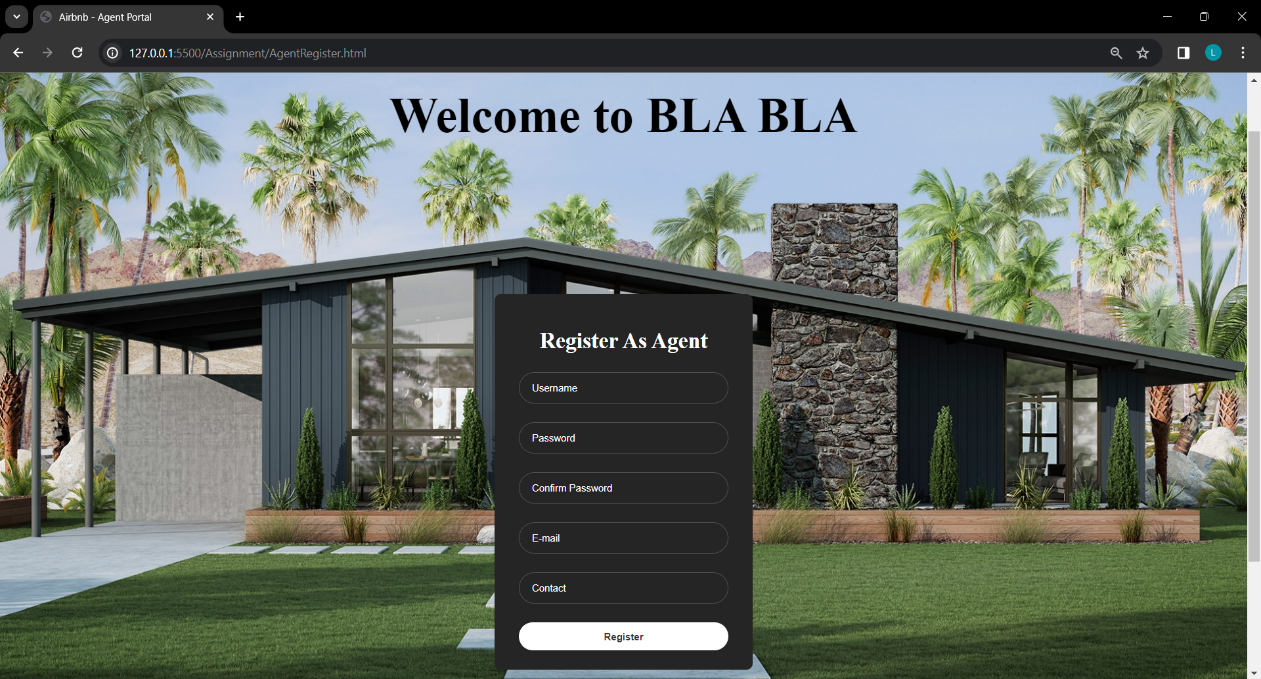 Airbnb - Agent Portal
127.0.0.1:5500/Assignment/AgentRegister.html
L
Welcome to BLA BLA
Register As Agent
Username
Password
Confirm Password
E-mail
Contact
Register